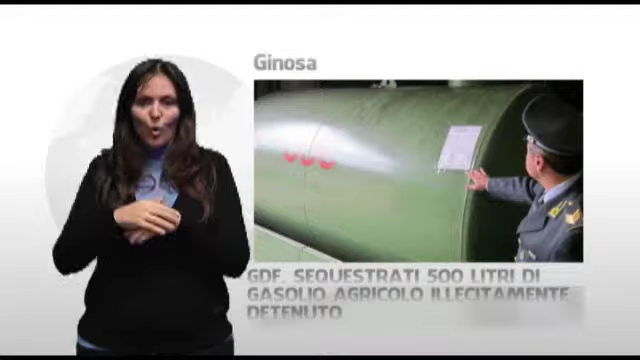 Ginosa
GDF, SEQUESTRATI 500 LITRI DI
GASOLIO AGRICOLO ILLECITAMENTE
DETENUTO